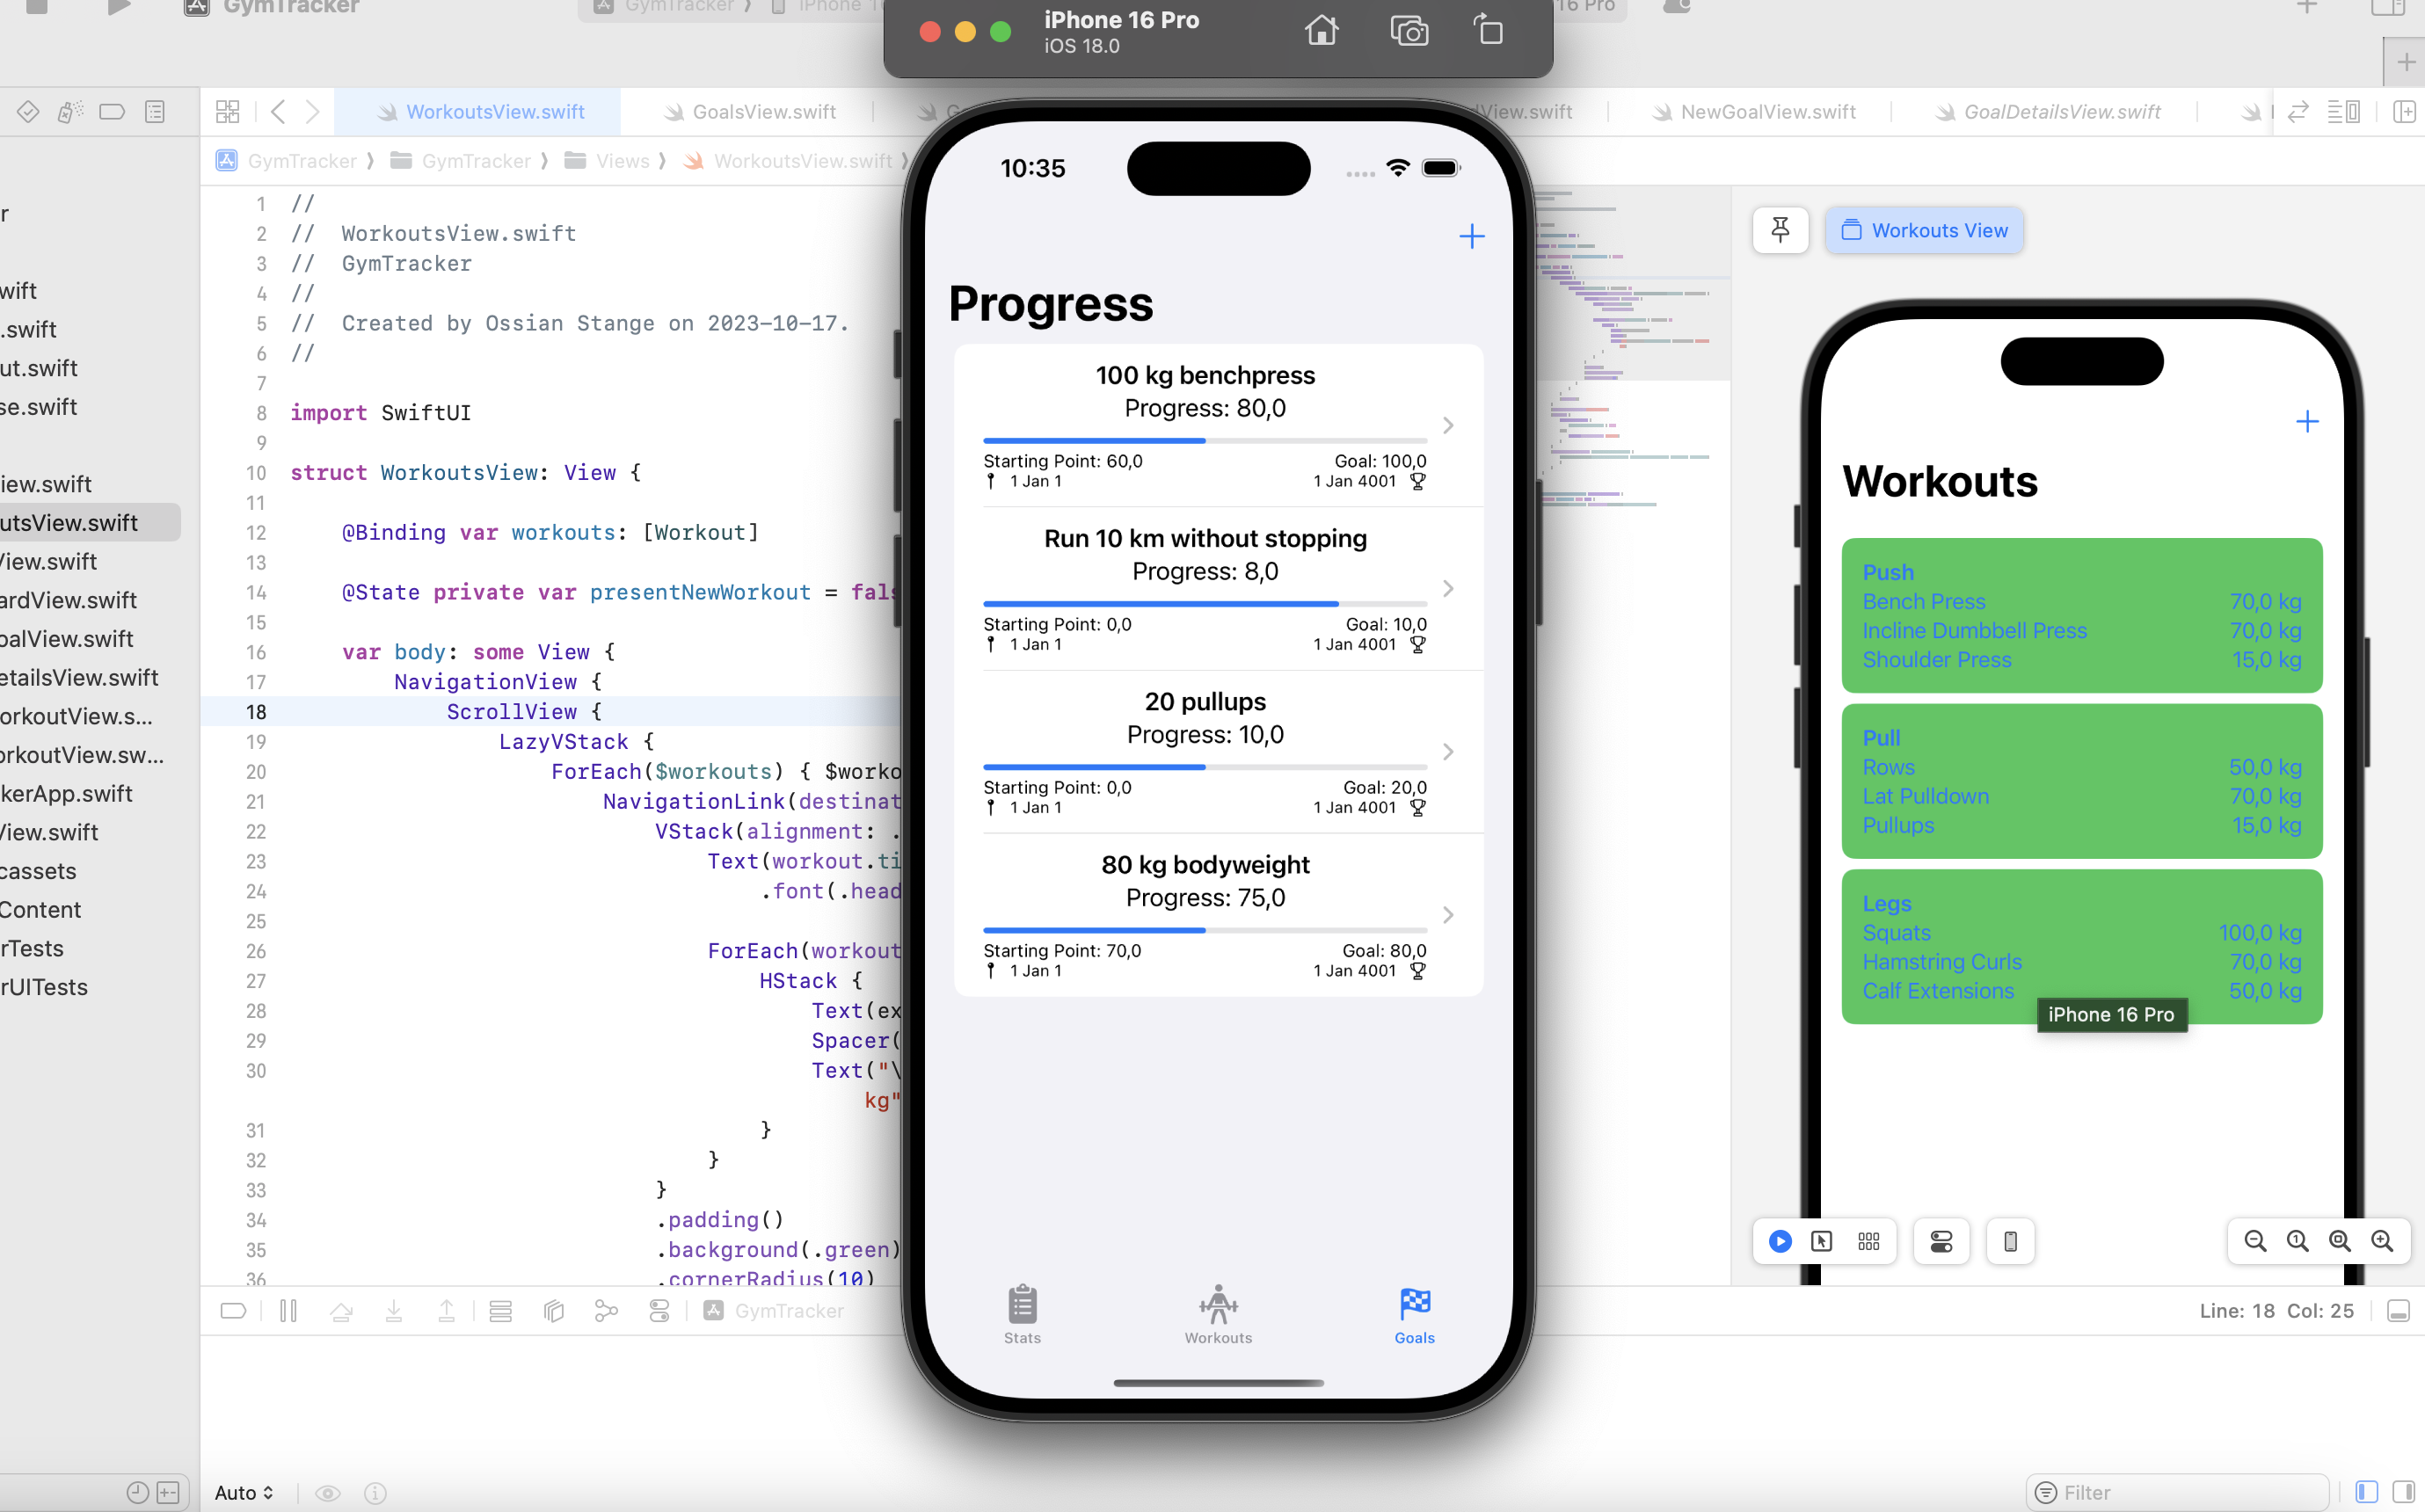 GymTracker
GymTracker
iPhone 1
16 Pro
iPhone 16 Pro
iOS 18.0
WorkoutsView.swift
GoalsView.swift
NewGoalView.swift
GoalDetailsView.swift
GymTracker
GymTracker
Views
WorkoutsView.swift
r
wift
.swift
ut.swift
se.swift
iew.swift
utsView.swift
View.swift
ardView.swift
oalView.swift
etailsView.swift
orkoutView.s...
orkoutView.sw...
kerApp.swift
View.swift
cassets
Content
rTests
rUITests
1 //
2 //  WorkoutsView.swift
3 //  GymTracker
4 //
5 //  Created by Ossian Stange on 2023-10-17.
6 //
7
8 import SwiftUI
9
10 struct WorkoutsView: View {
11
12 @Binding var workouts: [Workout]
13
14 @State private var presentNewWorkout = fals
15
16 var body: some View {
17 NavigationView {
18 ScrollView {
19 LazyVStack {
20 ForEach($workouts) { $worko
21 NavigationLink(destinat
22 VStack(alignment: .
23 Text(workout.ti
24 .font(.head
25
26 ForEach(workout
27 HStack {
28 Text(ex
29 Spacer(
30 Text("\
kg"
31 }
32 }
33 }
34 .padding()
35 .background(.green)
36 .cornerRadius(10)
10:35
Progress
100 kg benchpress
Progress: 80,0
Starting Point: 60,0 Goal: 100,0
1 Jan 1 1 Jan 4001
Run 10 km without stopping
Progress: 8,0
Starting Point: 0,0 Goal: 10,0
1 Jan 1 1 Jan 4001
20 pullups
Progress: 10,0
Starting Point: 0,0 Goal: 20,0
1 Jan 1 1 Jan 4001
80 kg bodyweight
Progress: 75,0
Starting Point: 70,0 Goal: 80,0
1 Jan 1 1 Jan 4001
Stats
Workouts
Goals
Workouts View
Workouts
Push
Bench Press 70,0 kg
Incline Dumbbell Press 70,0 kg
Shoulder Press 15,0 kg
Pull
Rows 50,0 kg
Lat Pulldown 70,0 kg
Pullups 15,0 kg
Legs
Squats 100,0 kg
Hamstring Curls 70,0 kg
Calf Extensions 50,0 kg
iPhone 16 Pro
GymTracker
Line: 18 Col: 25
Auto
Filter